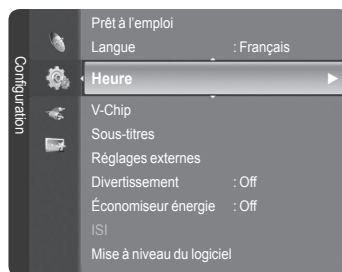 Configuration
Prêt à l'emploi
Langue : Français
Heure
V-Chip
Sous-titres
Réglages externes
Divertissement : Off
Économiseur énergie : Off
ISI
Mise à niveau du logiciel